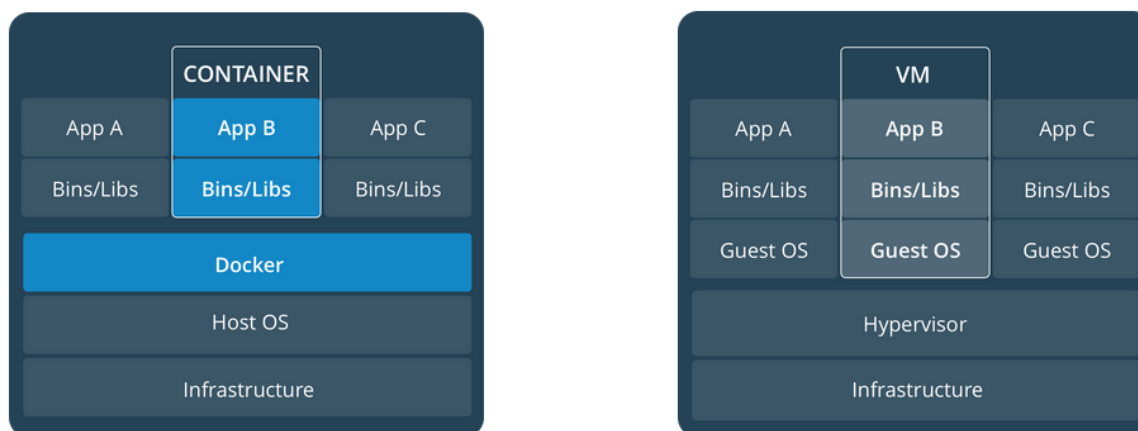 CONTAINER
App A App B App C
Bins/Libs Bins/Libs Bins/Libs
Docker
Host OS
Infrastructure
VM
App A App B App C
Bins/Libs Bins/Libs Bins/Libs
Guest OS Guest OS Guest OS
Hypervisor
Infrastructure